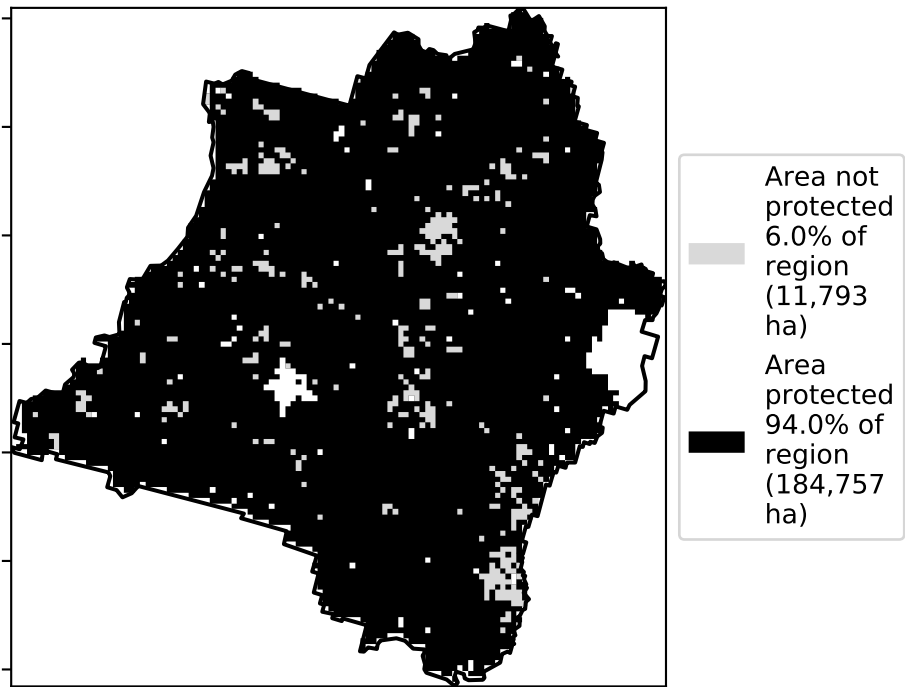 Area not
protected
6.0% of
region
(11,793
ha)
Area
protected
94.0% of
region
(184,757
ha)